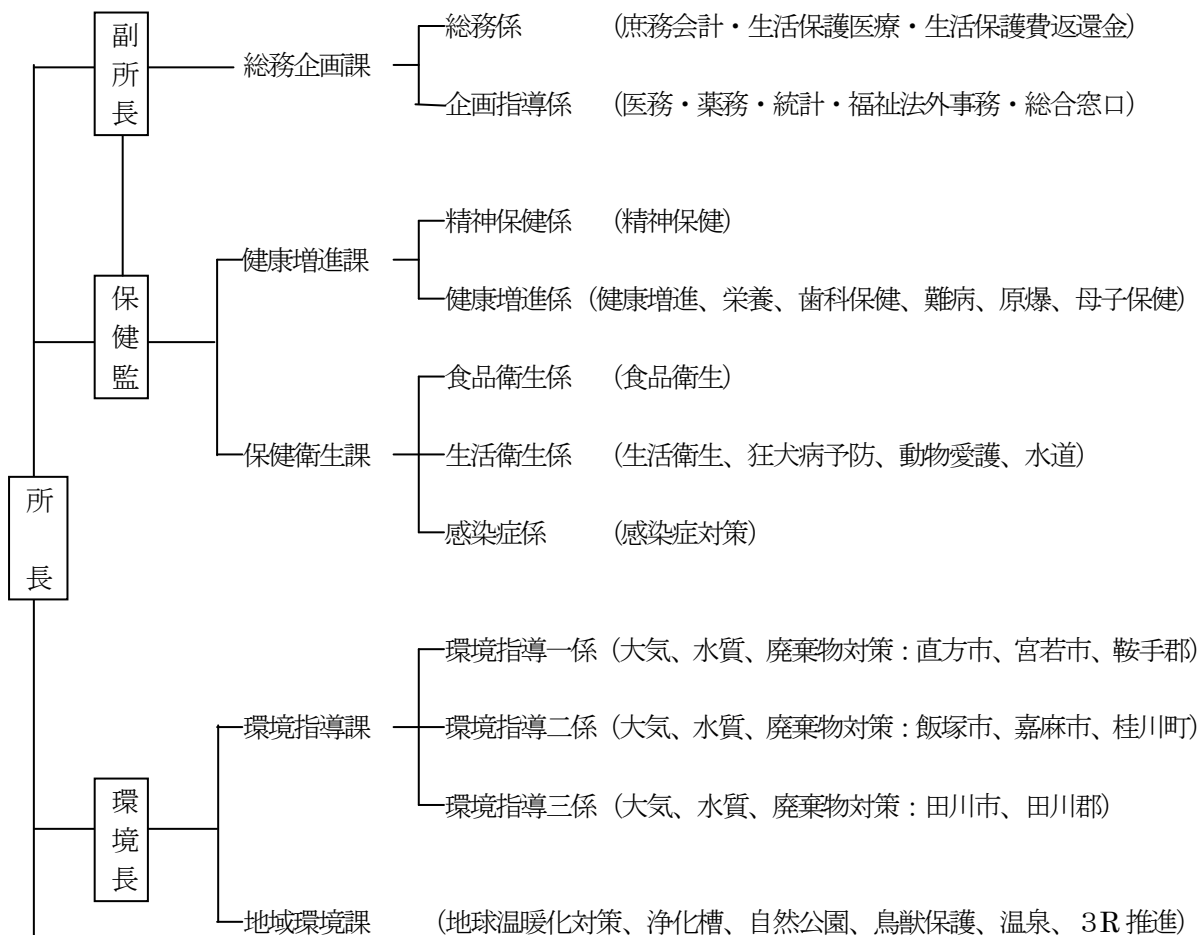 副所長
総務企画課
総務係 (庶務会計・生活保護医療・生活保護費返還金)
企画指導係 (医務・薬務・統計・福祉法外事務・総合窓口)
保健監
健康増進課
精神保健係 (精神保健)
健康増進係 (健康増進、栄養、歯科保健、難病、原爆、母子保健)
保健衛生課
食品衛生係 (食品衛生)
生活衛生係 (生活衛生、狂犬病予防、動物愛護、水道)
感染症係 (感染症対策)
所長
環境長
環境指導課
環境指導一係 (大気、水質、廃棄物対策:直方市、宮若市、鞍手郡)
環境指導二係 (大気、水質、廃棄物対策:飯塚市、嘉麻市、桂川町)
環境指導三係 (大気、水質、廃棄物対策:田川市、田川郡)
地域環境課 (地球温暖化対策、浄化槽、自然公園、鳥獣保護、温泉、3R推進)